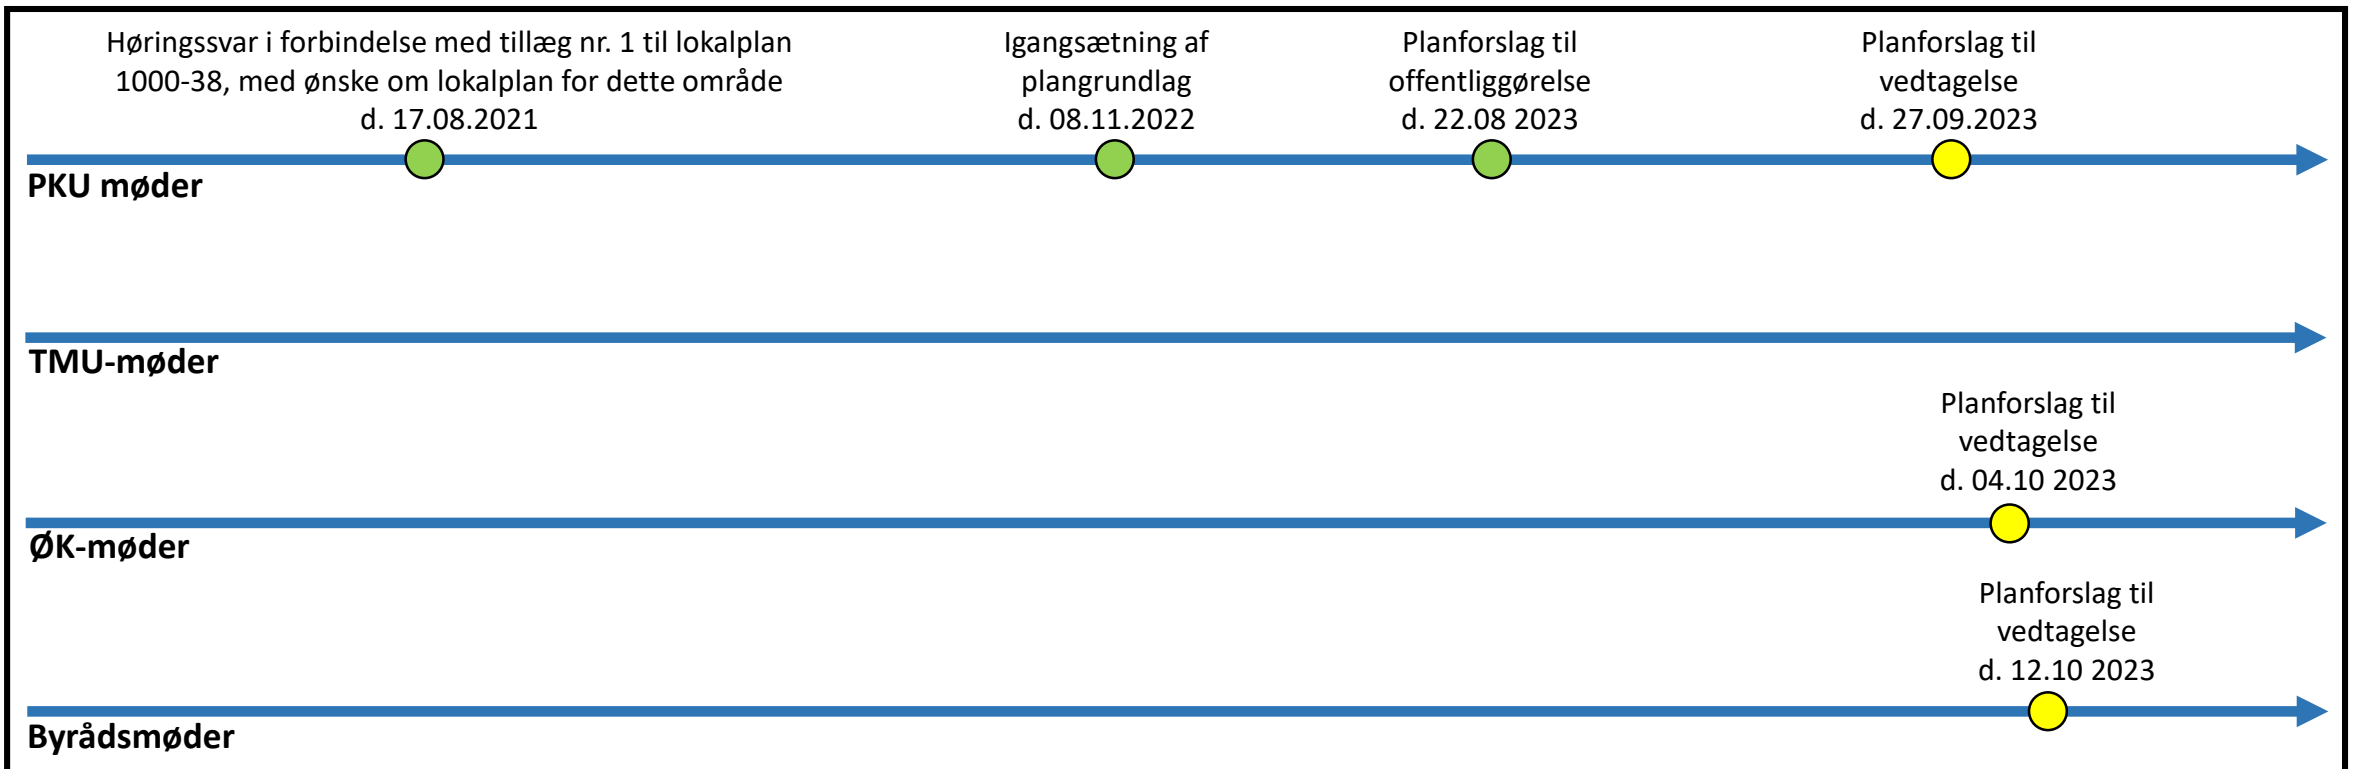 Høringssvar i forbindelse med tillæg nr. 1 til lokalplan
1000-38, med ønske om lokalplan for dette område
d. 17.08.2021
Igangsætning af
plangrundlag
d. 08.11.2022
Planforslag til
offentliggørelse
d. 22.08 2023
Planforslag til
vedtagelse
d. 27.09.2023
PKU møder
TMU-møder
Planforslag til
vedtagelse
d. 04.10 2023
ØK-møder
Planforslag til
vedtagelse
d. 12.10 2023
Byrådsmøder